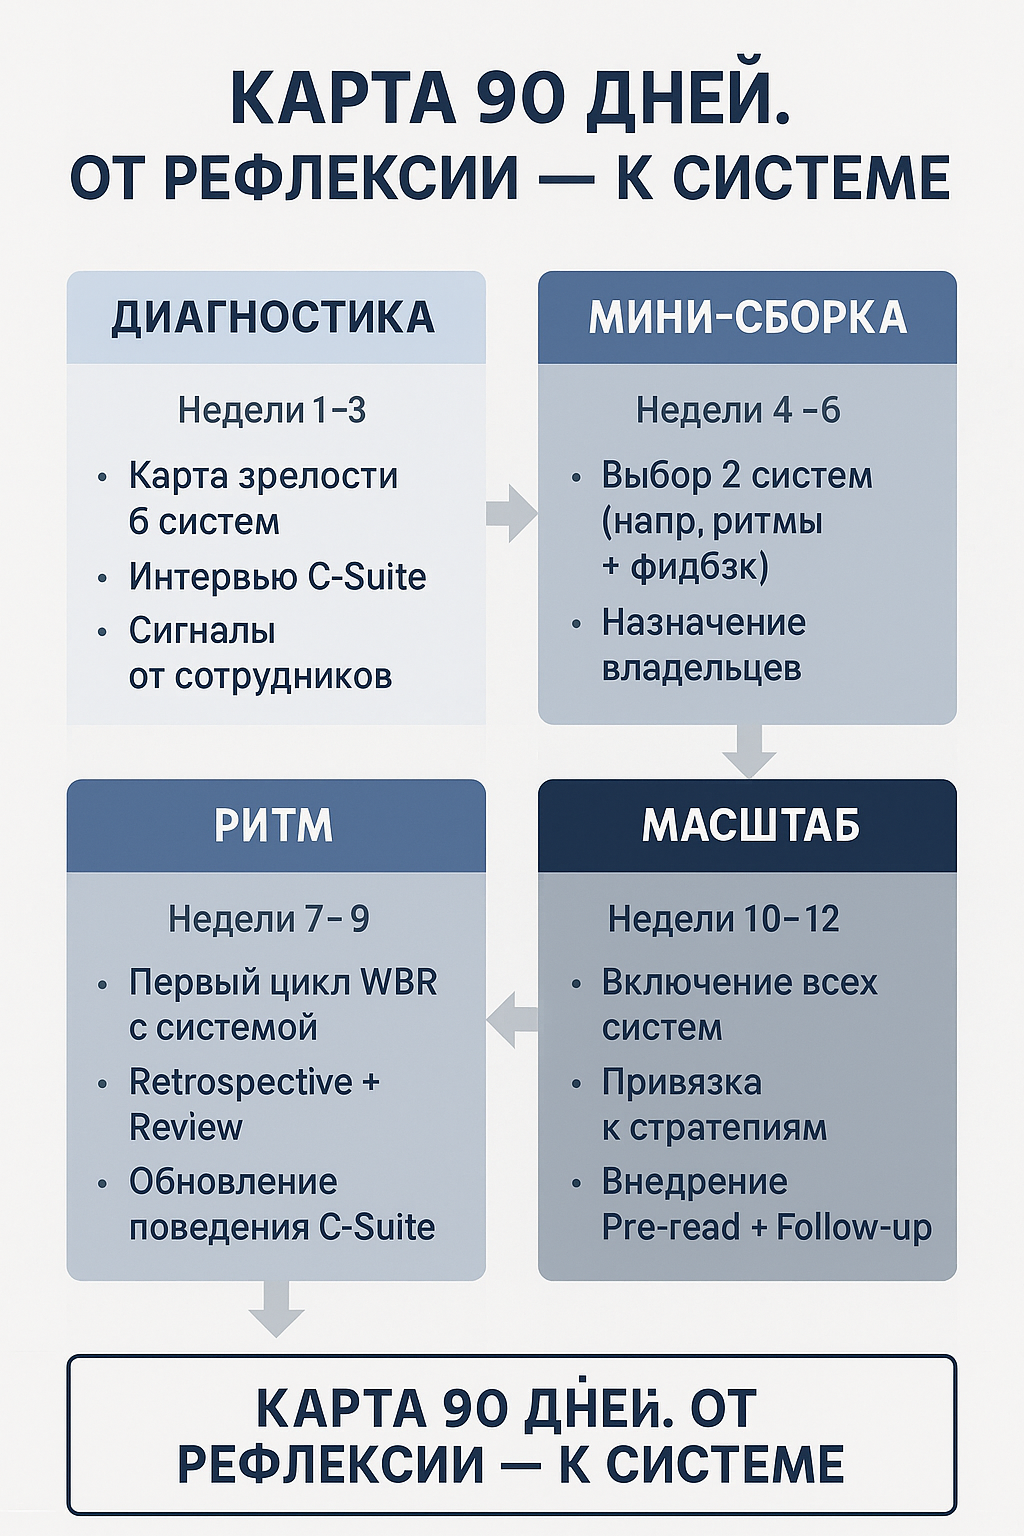 КАРТА 90 ДНЕЙ.
ОТ РЕФЛЕКСИИ — К СИСТЕМЕ
ДИАГНОСТИКА
Недели 1–3
• Карта зрелости
6 систем
• Интервью C-Suite
• Сигналы
от сотрудников
МИНИ-СБОРКА
Недели 4 –6
• Выбор 2 систем
(напр, ритмы
+ фидбзк)
• Назначение
владельцев
РИТМ
Недели 7– 9
• Первый цикл WBR
с системой
• Retrospective +
Review
• Обновление
поведения C-Suite
МАСШТАБ
Недели 10–12
• Включение всех
систем
• Привязка
к стратепиям
• Внедрение
Pre-read + Follow-up
КАРТА 90 ДНЕЙ. ОТ
РЕФЛЕКСИИ — К СИСТЕМЕ